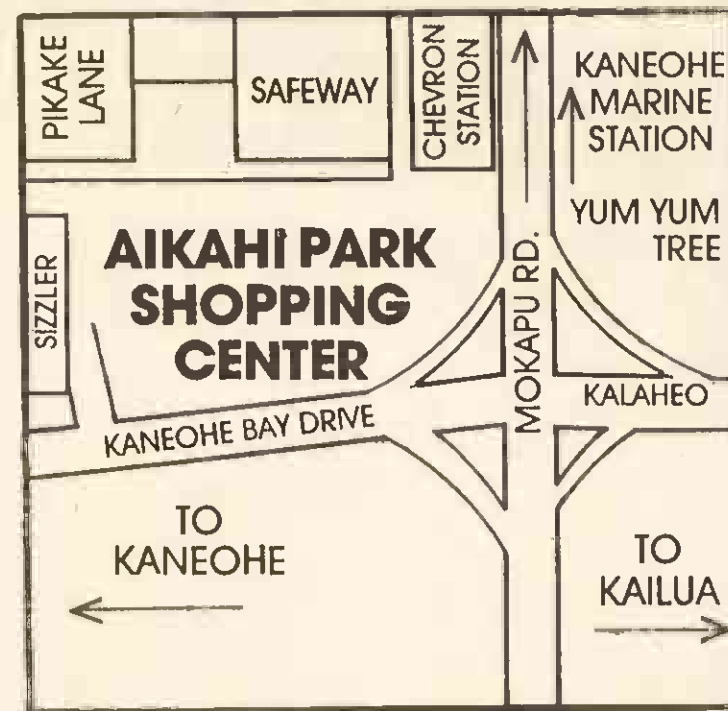 PIKAKE
LANE
SAFEWAY
CHEVRON
STATION
KANEOHE
MARINE
STATION
YUM YUM
TREE
MOKAPU RD.
SIZZLER
AIKAHI PARK
SHOPPING
CENTER
KANEOHE BAY DRIVE
KALAHEO
TO
KANEOHE
TO
KAILUA